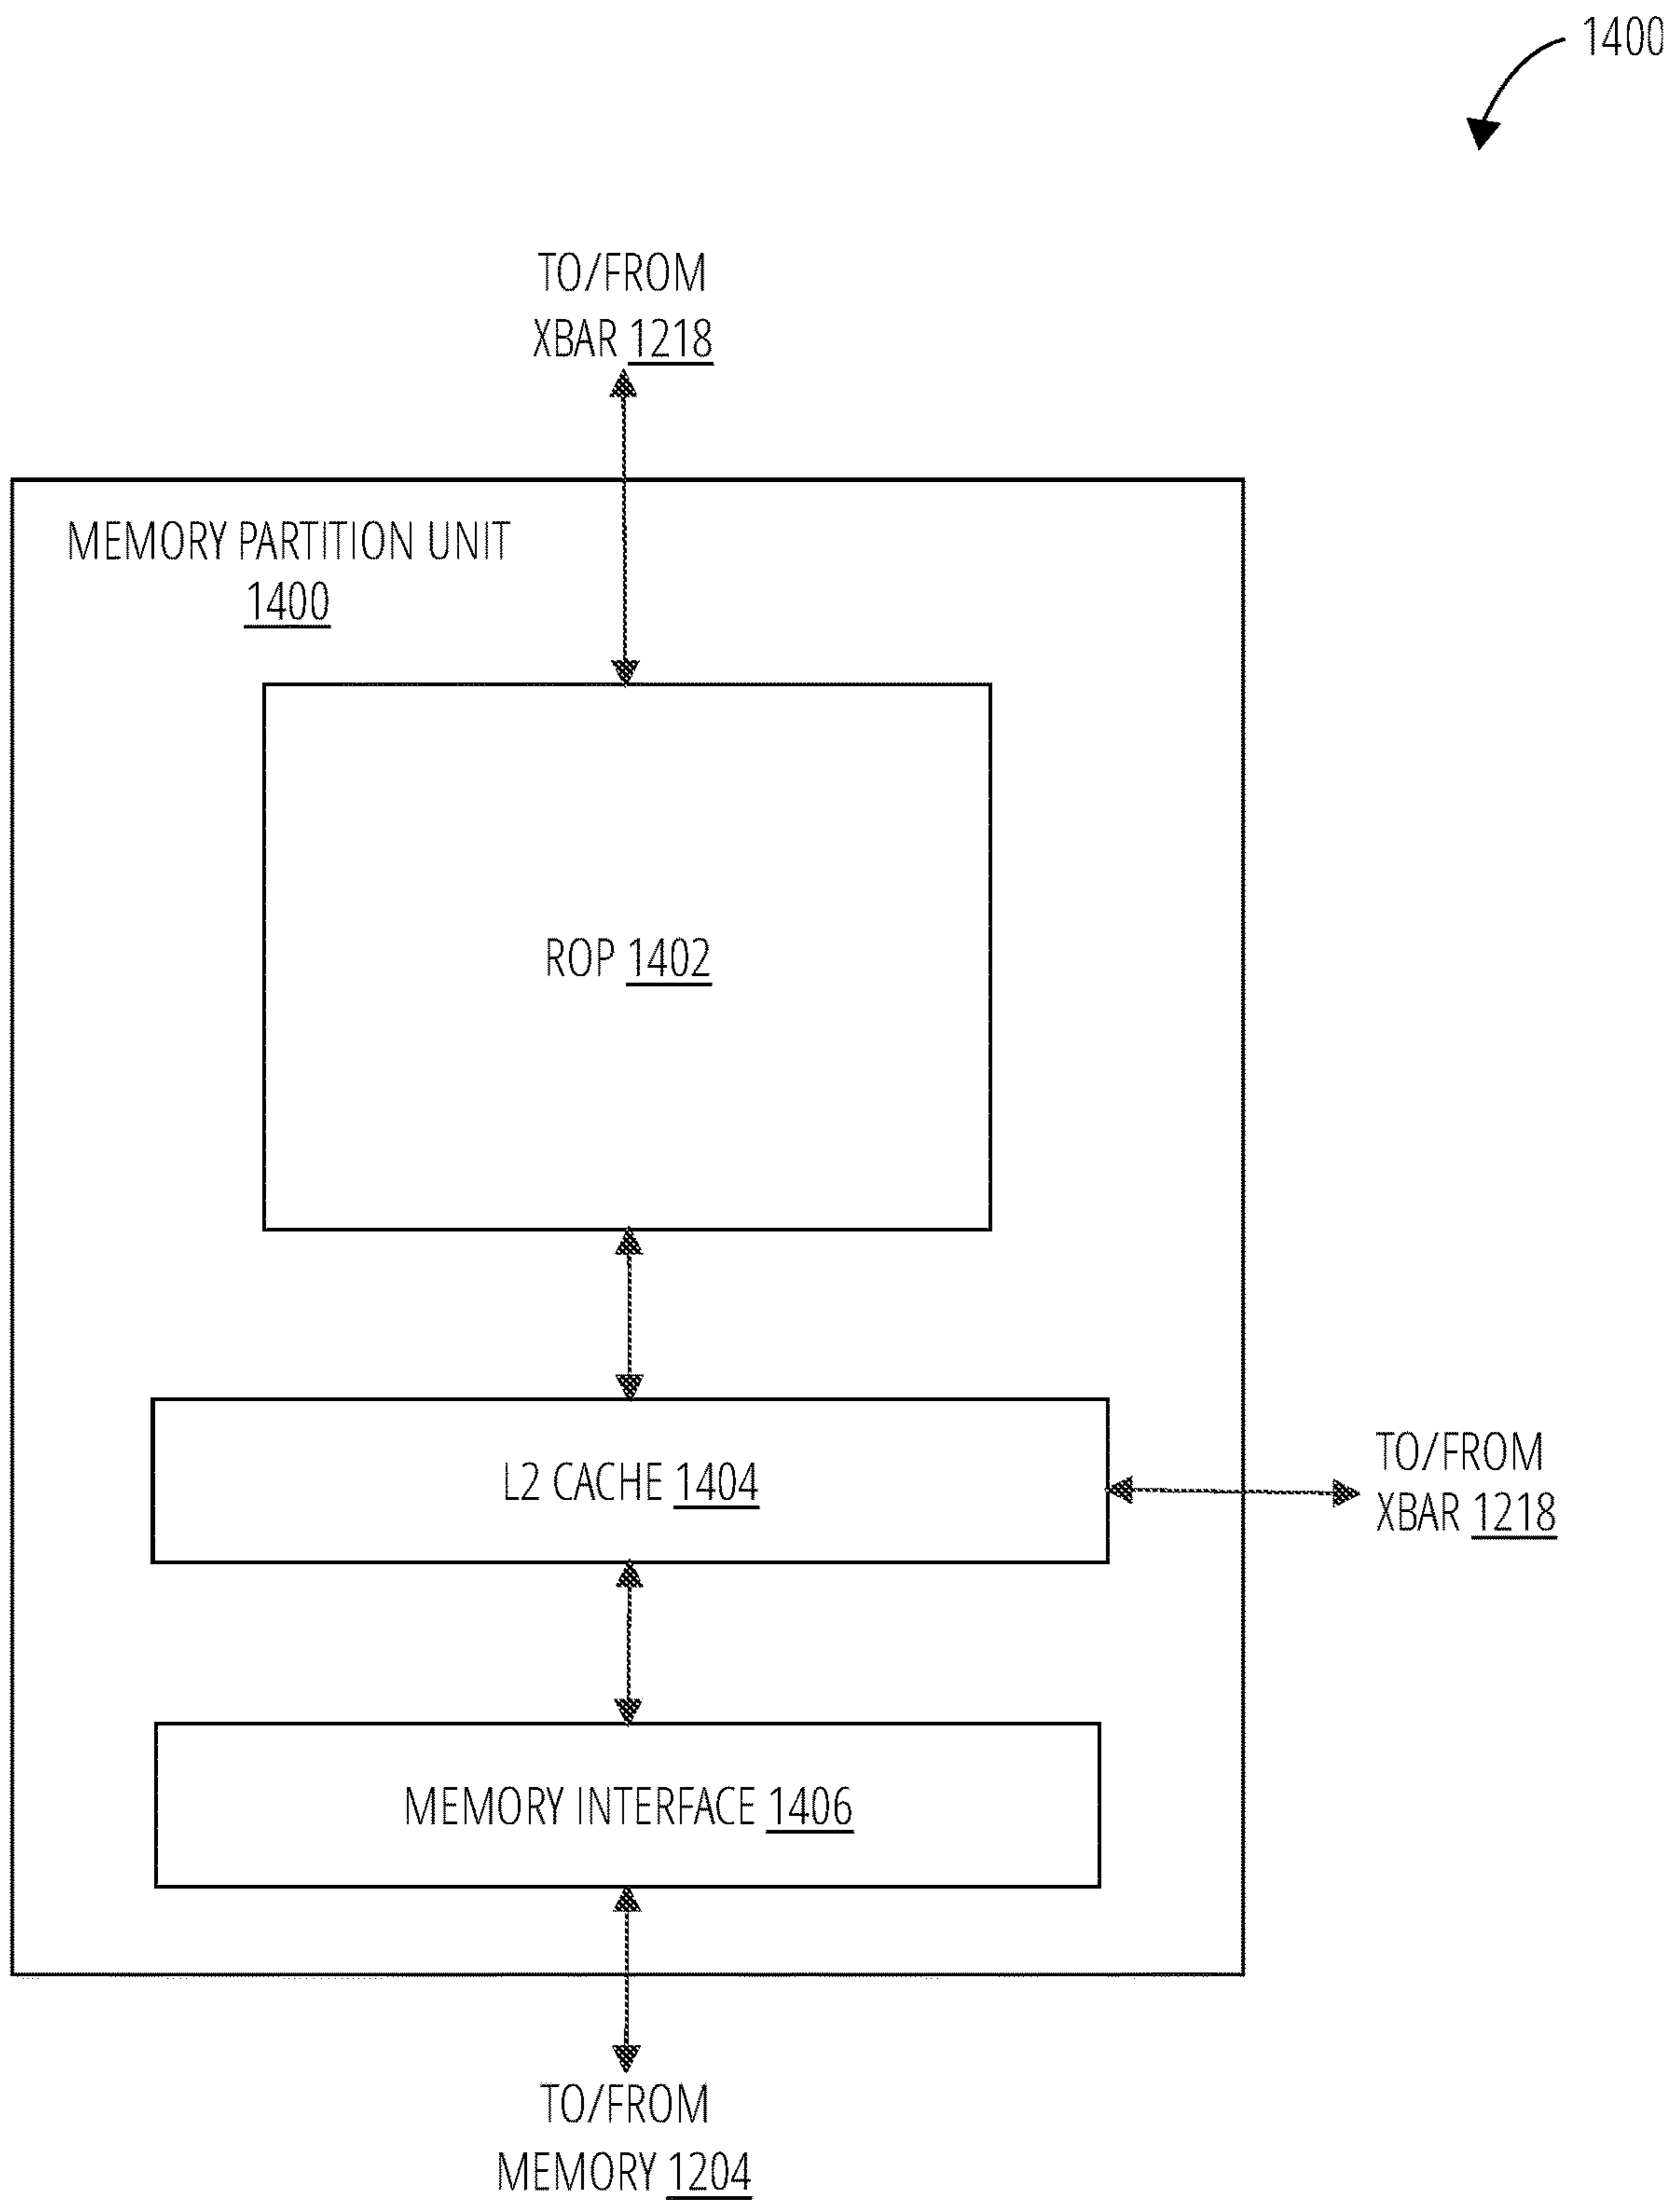 1400
TO/FROM
XBAR 1218
MEMORY PARTITION UNIT
1400
ROP 1402
L2 CACHE 1404
TO/FROM
XBAR 1218
MEMORY INTERFACE 1406
TO/FROM
MEMORY 1204